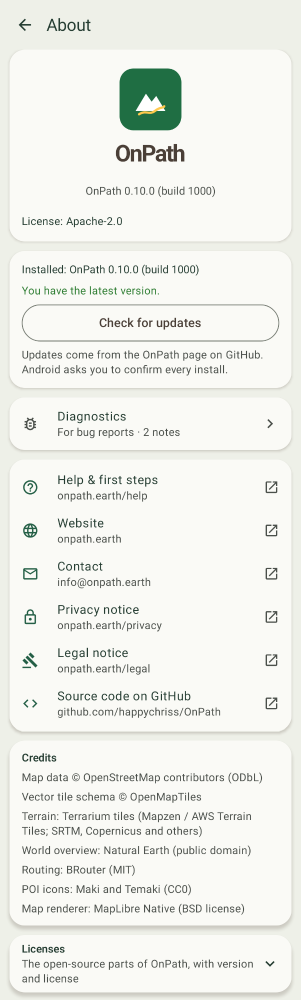 About
OnPath
OnPath 0.10.0 (build 1000)
License: Apache-2.0
Installed: OnPath 0.10.0 (build 1000)
You have the latest version.
Check for updates
Updates come from the OnPath page on GitHub.
Android asks you to confirm every install.
Diagnostics
For bug reports · 2 notes
Help & first steps
onpath.earth/help
Website
onpath.earth
Contact
info@onpath.earth
Privacy notice
onpath.earth/privacy
Legal notice
onpath.earth/legal
Source code on GitHub
github.com/happychriss/OnPath
Credits
Map data © OpenStreetMap contributors (ODbL)
Vector tile schema © OpenMapTiles
Terrain: Terrarium tiles (Mapzen / AWS Terrain
Tiles; SRTM, Copernicus and others)
World overview: Natural Earth (public domain)
Routing: BRouter (MIT)
POI icons: Maki and Temaki (CC0)
Map renderer: MapLibre Native (BSD license)
Licenses
The open-source parts of OnPath, with version
and license